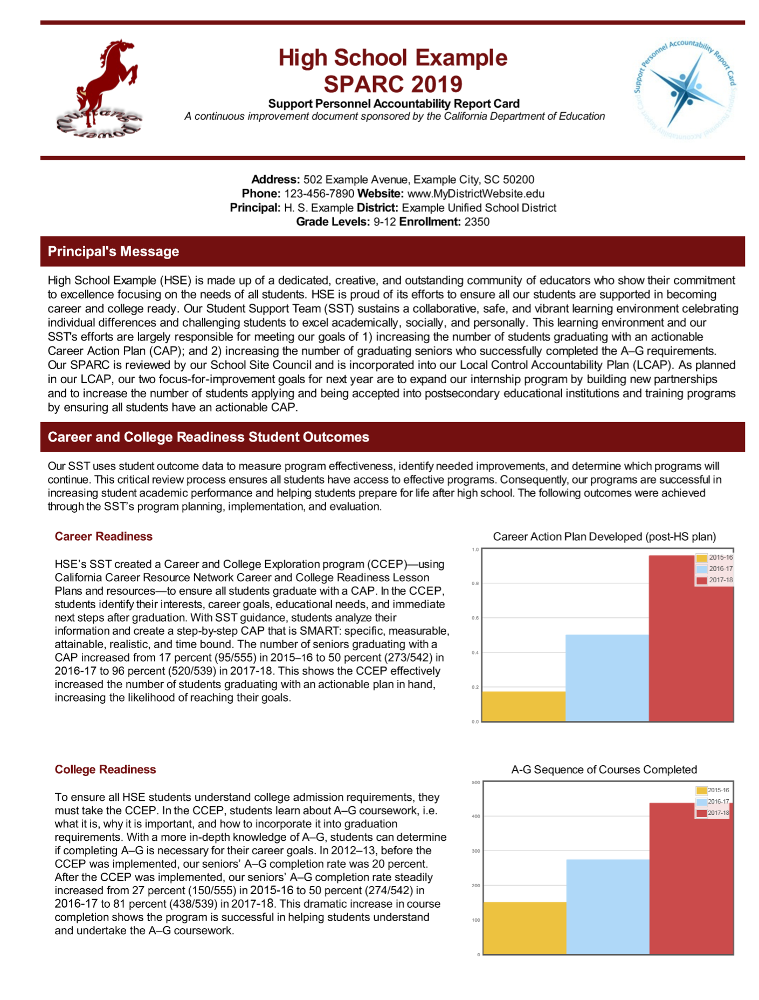 High School Example
SPARC 2019
Support Personnel Accountability Report Card
A continuous improvement document sponsored by the California Department of Education
Mustang Power
Support Personnel Accountability Report Card Support Personnel Accountability Report Card
Address: 502 Example Avenue, Example City, SC 50200
Phone: 123-456-7890 Website: www.MyDistrictWebsite.edu
Principal: H. S. Example District: Example Unified School District
Grade Levels: 9-12 Enrollment: 2350
Principal's Message
High School Example (HSE) is made up of a dedicated, creative, and outstanding community of educators who show their commitment
to excellence focusing on the needs of all students. HSE is proud of its efforts to ensure all our students are supported in becoming
career and college ready. Our Student Support Team (SST) sustains a collaborative, safe, and vibrant learning environment celebrating
individual differences and challenging students to excel academically, socially, and personally. This learning environment and our
SST's efforts are largely responsible for meeting our goals of 1) increasing the number of students graduating with an actionable
Career Action Plan (CAP); and 2) increasing the number of graduating seniors who successfully completed the A–G requirements.
Our SPARC is reviewed by our School Site Council and is incorporated into our Local Control Accountability Plan (LCAP). As planned
in our LCAP, our two focus-for-improvement goals for next year are to expand our internship program by building new partnerships
and to increase the number of students applying and being accepted into postsecondary educational institutions and training programs
by ensuring all students have an actionable CAP.
Career and College Readiness Student Outcomes
Our SST uses student outcome data to measure program effectiveness, identify needed improvements, and determine which programs will
continue. This critical review process ensures all students have access to effective programs. Consequently, our programs are successful in
increasing student academic performance and helping students prepare for life after high school. The following outcomes were achieved
through the SST’s program planning, implementation, and evaluation.
Career Readiness
HSE’s SST created a Career and College Exploration program (CCEP)—using
California Career Resource Network Career and College Readiness Lesson
Plans and resources—to ensure all students graduate with a CAP. In the CCEP,
students identify their interests, career goals, educational needs, and immediate
next steps after graduation. With SST guidance, students analyze their
information and create a step-by-step CAP that is SMART: specific, measurable,
attainable, realistic, and time bound. The number of seniors graduating with a
CAP increased from 17 percent (95/555) in 2015–16 to 50 percent (273/542) in
2016-17 to 96 percent (520/539) in 2017-18. This shows the CCEP effectively
increased the number of students graduating with an actionable plan in hand,
increasing the likelihood of reaching their goals.
Career Action Plan Developed (post-HS plan)
1.0
0.8
0.6
0.4
0.2
0.0
2015-16
2016-17
2017-18
College Readiness
To ensure all HSE students understand college admission requirements, they
must take the CCEP. In the CCEP, students learn about A–G coursework, i.e.
what it is, why it is important, and how to incorporate it into graduation
requirements. With a more in-depth knowledge of A–G, students can determine
if completing A–G is necessary for their career goals. In 2012–13, before the
CCEP was implemented, our seniors’ A–G completion rate was 20 percent.
After the CCEP was implemented, our seniors’ A–G completion rate steadily
increased from 27 percent (150/555) in 2015-16 to 50 percent (274/542) in
2016-17 to 81 percent (438/539) in 2017-18. This dramatic increase in course
completion shows the program is successful in helping students understand
and undertake the A–G coursework.
A-G Sequence of Courses Completed
500
400
300
200
100
0
2015-16
2016-17
2017-18